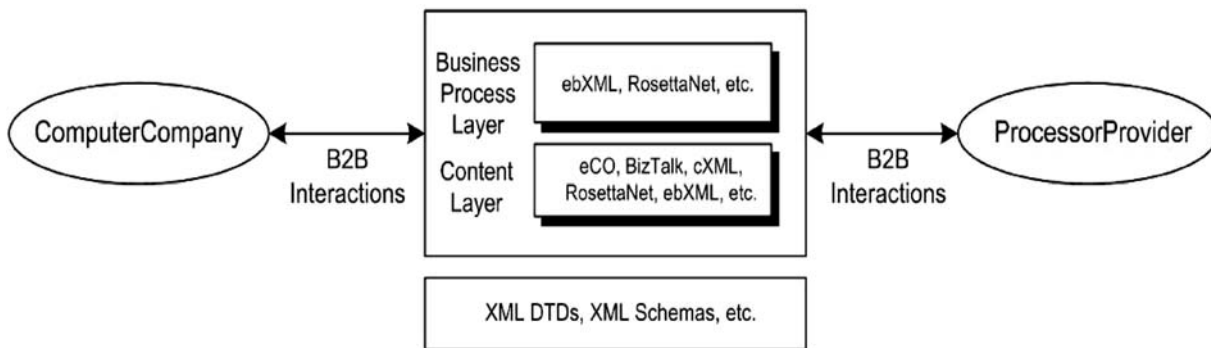 Business
Process
Layer
ebXML, RosettaNet, etc.
ComputerCompany
B2B
Interactions
ProcessorProvider
B2B
Interactions
Content
Layer
eCO, BizTalk, cXML,
RosettaNet, ebXML, etc.
XML DTDs, XML Schemas, etc.